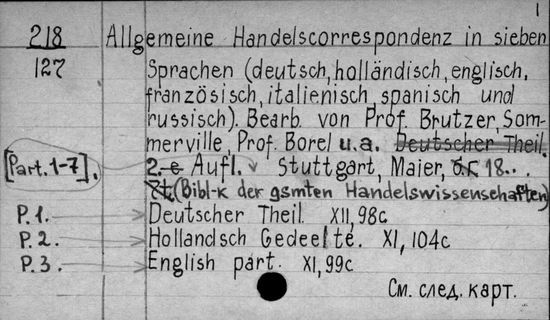 1
218 Allgemeine Handelscorrespondenz in sieben
127 Sprachen (deutsch, holländisch, englisch,
französisch, italienisch, spanisch und
russisch). Bearb. von Prof. Brutzer, Som-
merville, Prof. Borel u.a. Deutscher Theil.
[Part. 1-7]. 2. Aufl. Stuttgart, Maier, 18...
(Bibl-k der gsmten Handelswissenschaften)
P. 1. Deutscher Theil. XII, 98c
P. 2. Hollandsch Gedeelte. XI, 104c
P. 3. English part. XI, 99c
См. след. карт.